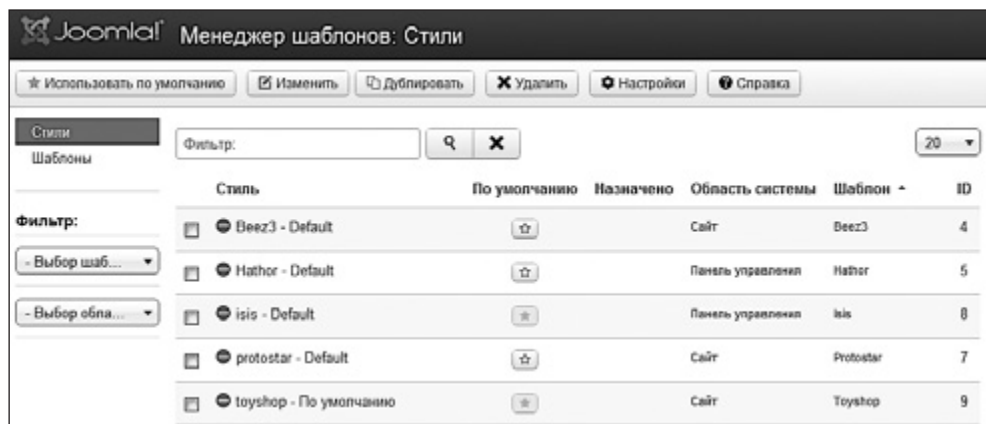 Joomla! Менеджер шаблонов: Стили
Использовать по умолчанию Изменить Дублировать Удалить Настройки Справка
Стили
Шаблоны
Фильтр:
- Выбор шаб...
- Выбор обла...
Фильтр: 20
Стиль По умолчанию Назначено Область системы Шаблон ID
Beez3 - Default Сайт Beez3 4
Hathor - Default Панель управления Hathor 5
isis - Default Панель управления Isis 8
protostar - Default Сайт Protostar 7
toyshop - По умолчанию Сайт Toyshop 9